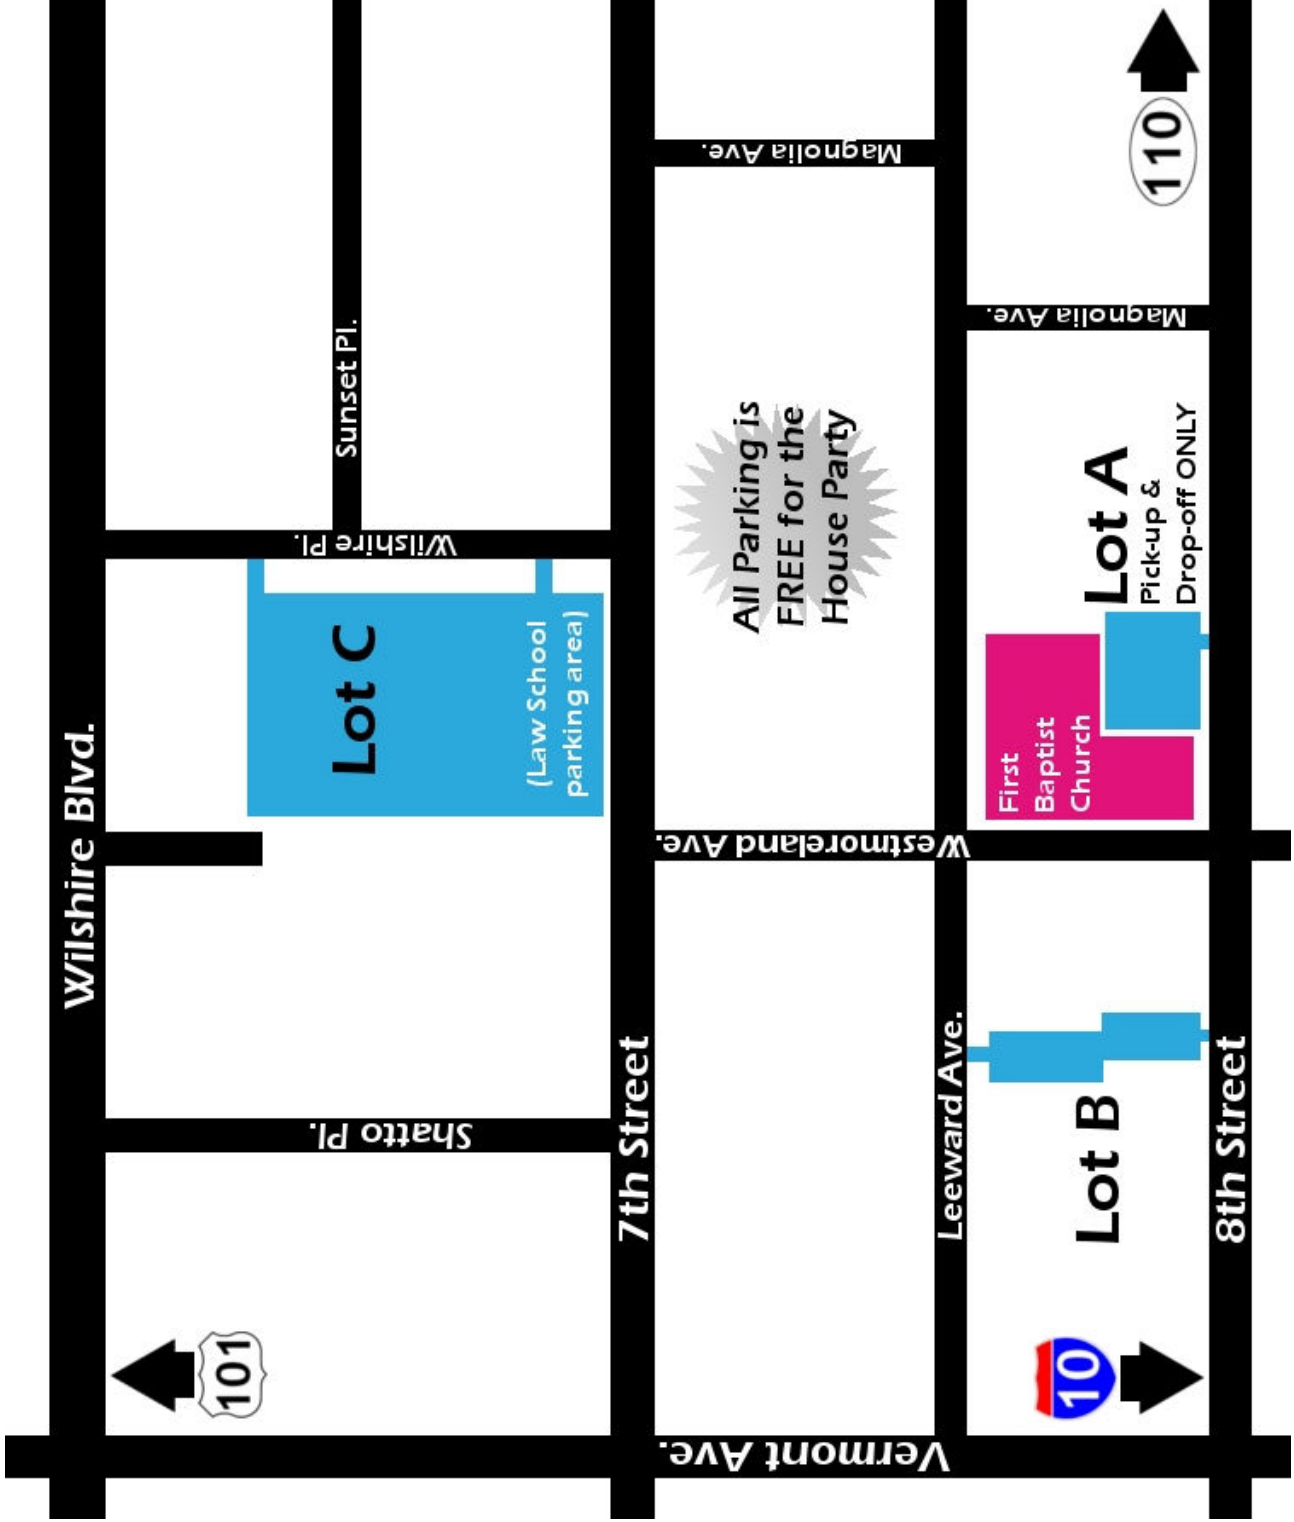 Wilshire Blvd.
Sunset Pl.
Wilshire Pl.
Lot C
(Law School
parking area)
Shatto Pl.
101
7th Street
Magnolia Ave.
All Parking is
FREE for the
House Party
Westmoreland Ave.
Vermont Ave.
Leeward Ave.
Magnolia Ave.
110
Lot A
Pick-up &
Drop-off ONLY
First
Baptist
Church
Lot B
10
8th Street